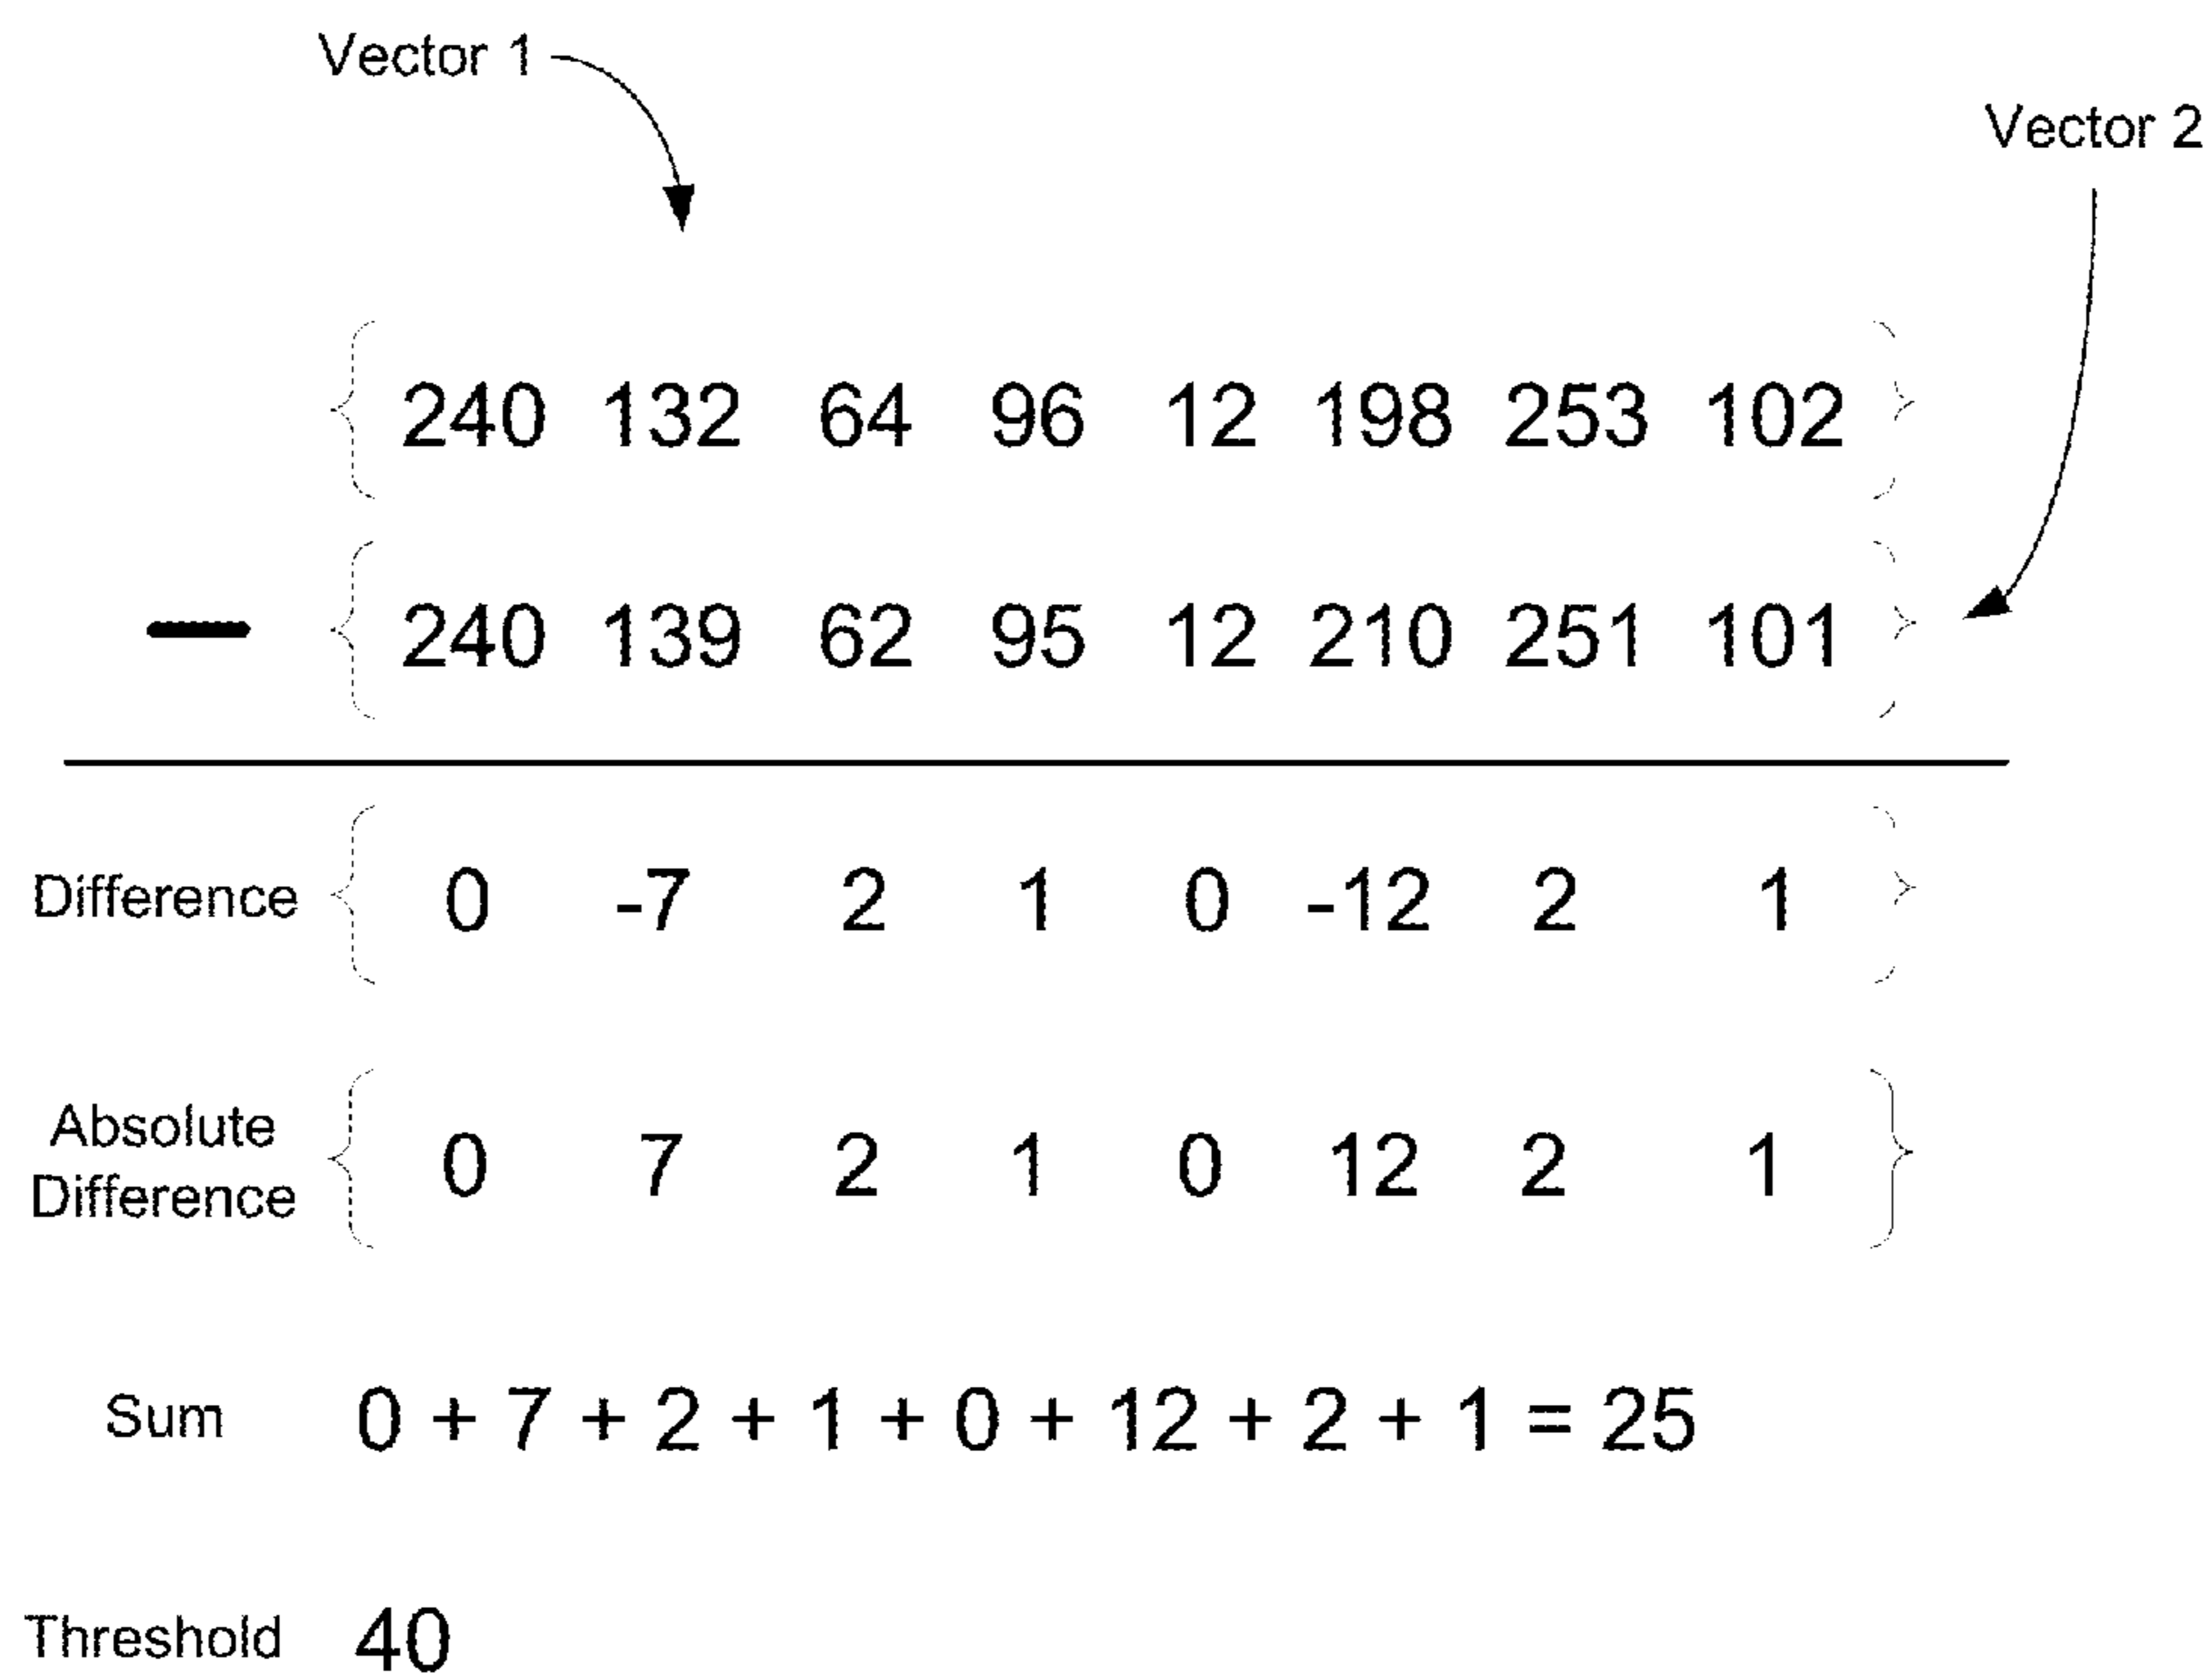 Vector 1
Vector 2
240 132 64 96 12 198 253 102
— 240 139 62 95 12 210 251 101
Difference 0 -7 2 1 0 -12 2 1
Absolute
Difference 0 7 2 1 0 12 2 1
Sum 0 + 7 + 2 + 1 + 0 + 12 + 2 + 1 = 25
Threshold 40